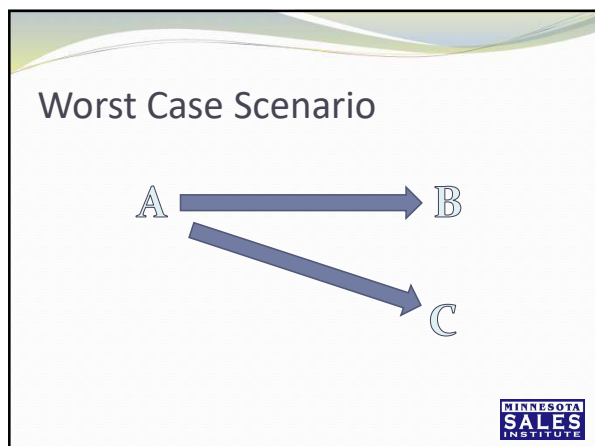 Worst Case Scenario
A B
C
MINNESOTA
SALES
INSTITUTE